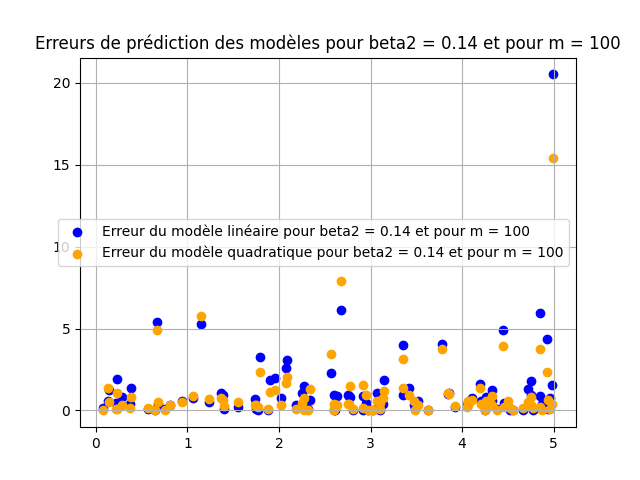 Erreurs de prédiction des modèles pour beta2 = 0.14 et pour m = 100
20
15
10
5
0
Erreur du modèle linéaire pour beta2 = 0.14 et pour m = 100
Erreur du modèle quadratique pour beta2 = 0.14 et pour m = 100
0 1 2 3 4 5